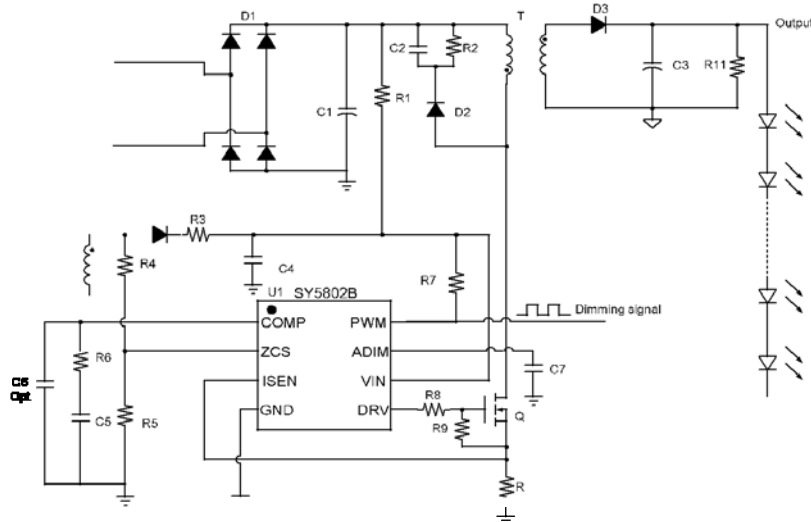 D1
T
D3
Output
C2
R2
R1
C1
D2
C3
R11
R3
R4
C4
R7
U1
SY5802B
Dimming signal
COMP
PWM
ZCS
ADIM
ISEN
VIN
GND
DRV
R6
C6
Opt
C5
R5
C7
R8
R9
Q
R